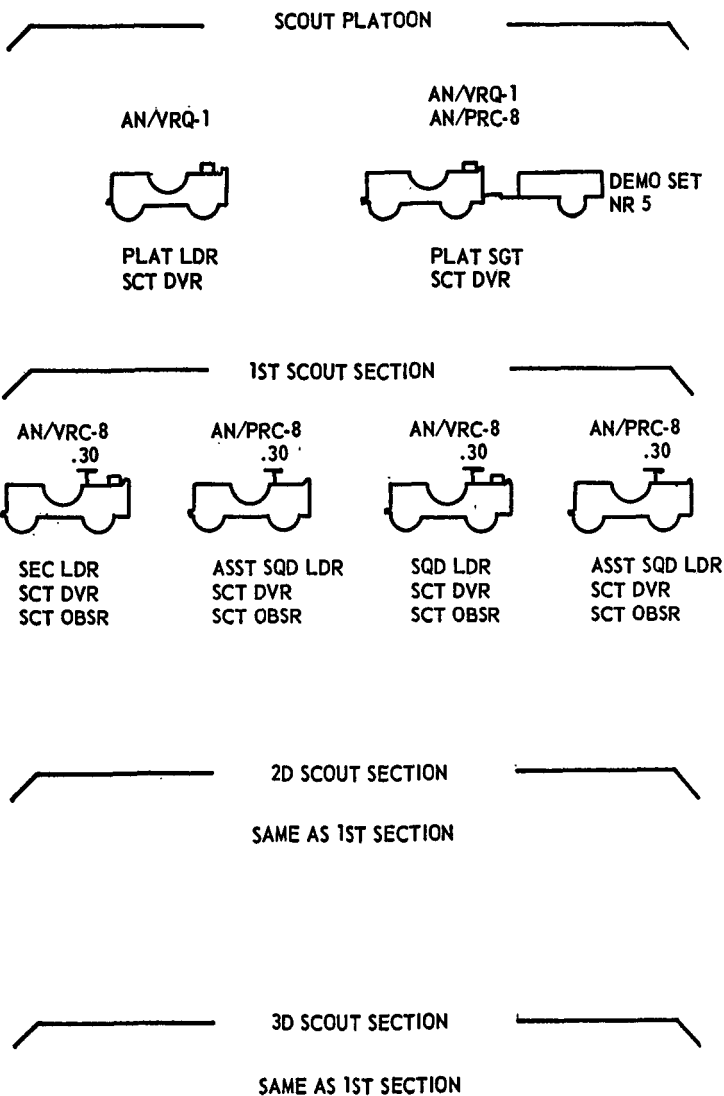 SCOUT PLATOON
AN/VRQ-1
AN/VRQ-1
AN/PRC-8
DEMO SET
NR 5
PLAT LDR
SCT DVR
PLAT SGT
SCT DVR
1ST SCOUT SECTION
AN/VRC-8
.30
AN/PRC-8
.30
AN/VRC-8
.30
AN/PRC-8
.30
SEC LDR
SCT DVR
SCT OBSR
ASST SQD LDR
SCT DVR
SCT OBSR
SQD LDR
SCT DVR
SCT OBSR
ASST SQD LDR
SCT DVR
SCT OBSR
2D SCOUT SECTION
SAME AS 1ST SECTION
3D SCOUT SECTION
SAME AS 1ST SECTION